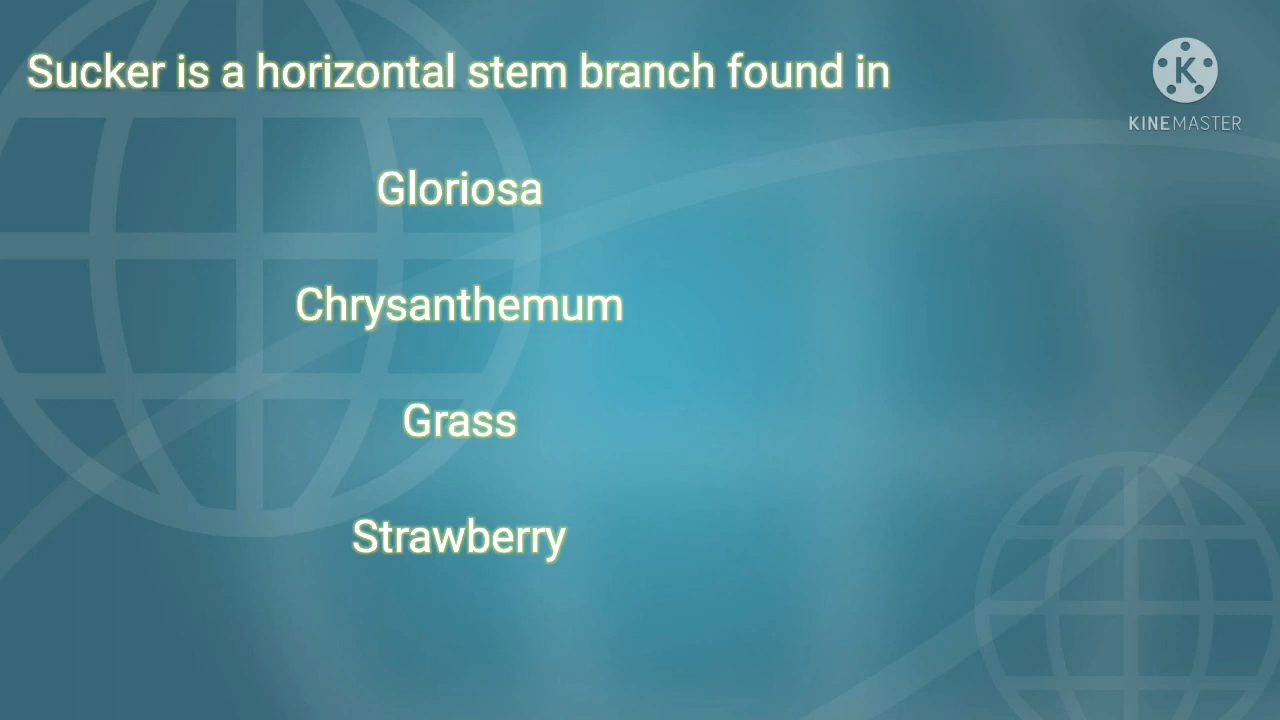 Sucker is a horizontal stem branch found in
K
KINEMASTER
Gloriosa
Chrysanthemum
Grass
Strawberry